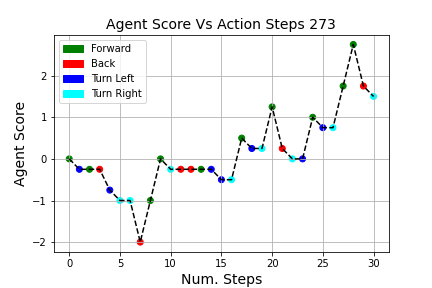 Agent Score Vs Action Steps 273
Forward
Back
Turn Left
Turn Right
Agent Score
2
1
0
−1
−2
0 5 10 15 20 25 30
Num. Steps